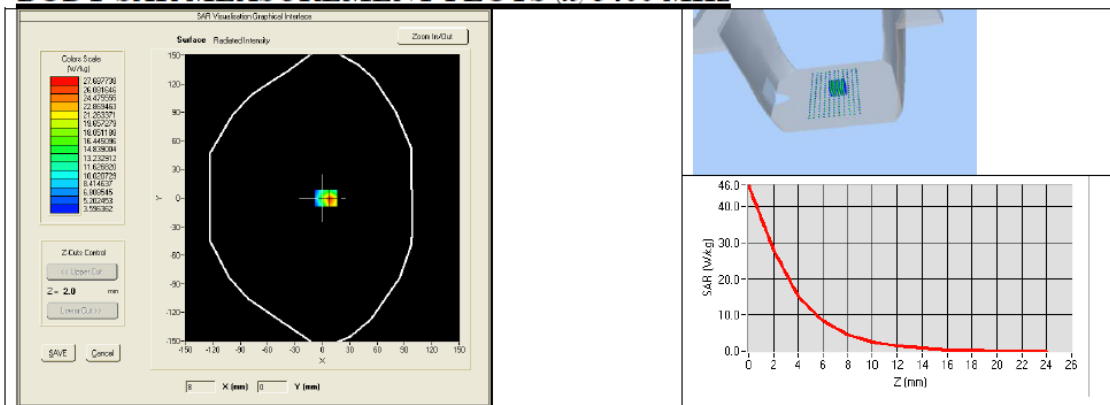 SAR Visualisation Graphical Interface
Surface Radiated Intensity
Zoom In/Out
Colors Scale
(W/kg)
27.697738
26.091646
24.475555
22.869463
21.263371
19.657279
18.051188
16.445096
14.839004
13.232912
11.626820
10.020729
8.414637
6.808545
5.202453
3.596362
Z-Cuts Control
<< Upper Cut
Z = 2.0 mm
Lower Cut >>
SAVE Cancel
150
120
90
60
30
0
-30
-60
-90
-120
-150
Y
-150 -120 -90 -60 -30 0 30 60 90 120 150
X
8 X (mm) 0 Y (mm)
46.0
40.0
30.0
20.0
10.0
0.0
SAR (W/kg)
0 2 4 6 8 10 12 14 16 18 20 22 24 26
Z (mm)